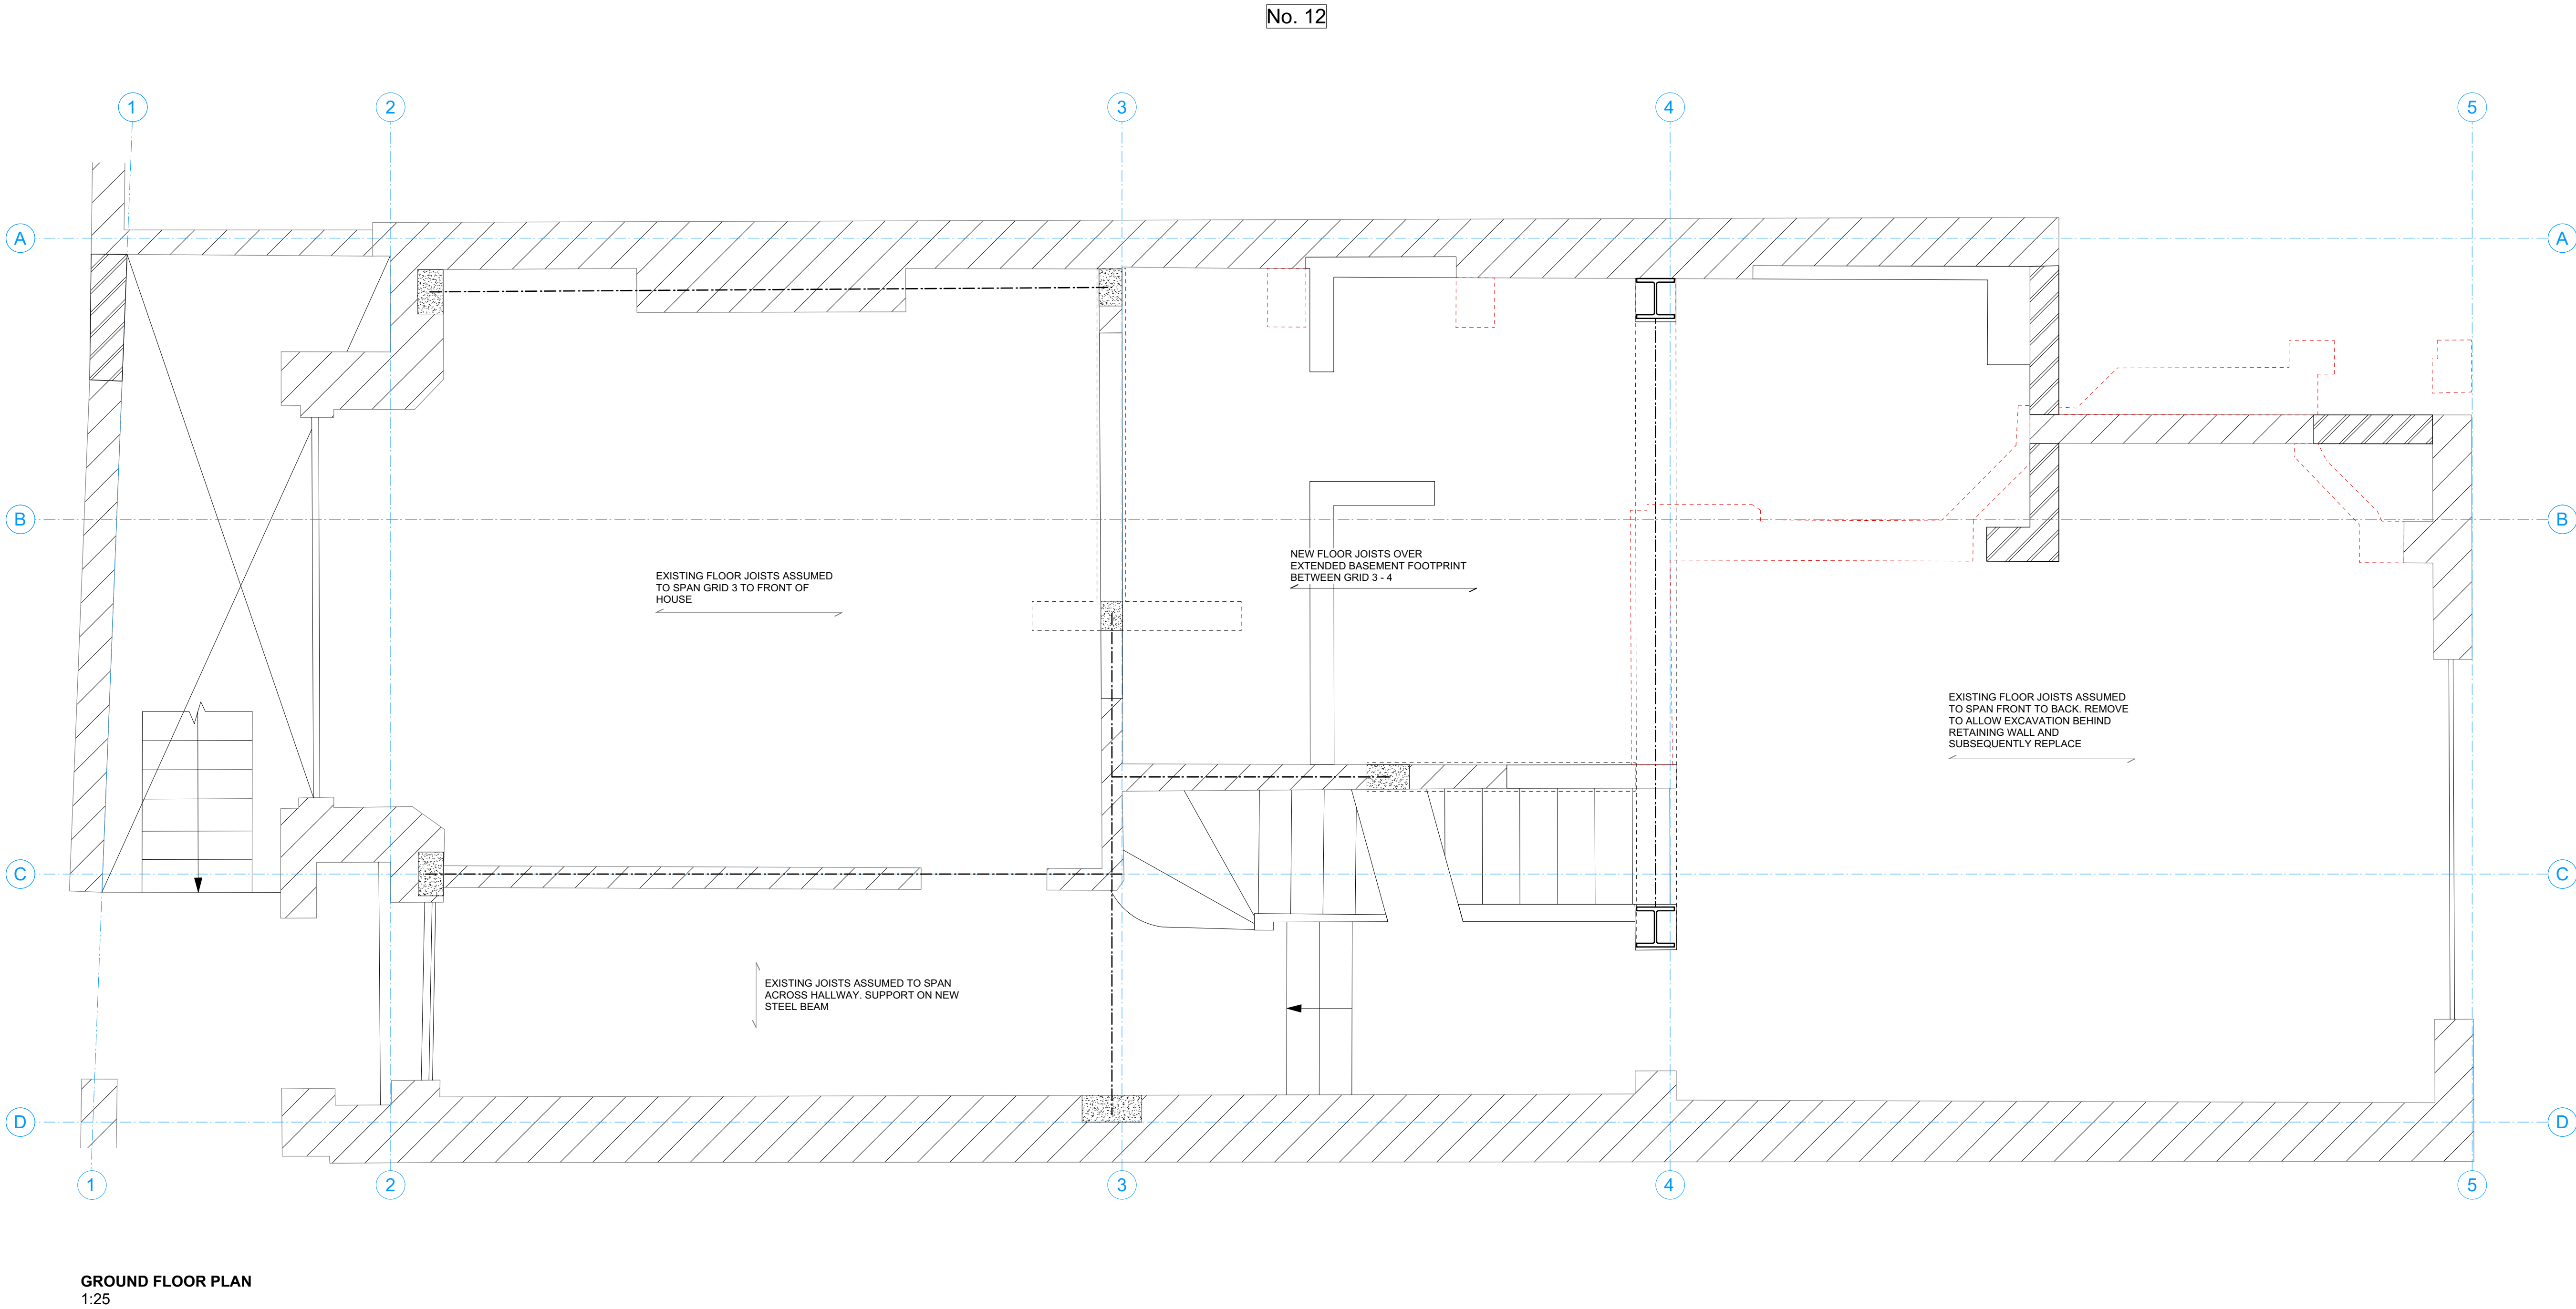 No. 12
1
2
3
4
5
A
A
B
B
NEW FLOOR JOISTS OVER
EXTENDED BASEMENT FOOTPRINT
BETWEEN GRID 3 - 4
EXISTING FLOOR JOISTS ASSUMED
TO SPAN GRID 3 TO FRONT OF
HOUSE
EXISTING FLOOR JOISTS ASSUMED
TO SPAN FRONT TO BACK. REMOVE
TO ALLOW EXCAVATION BEHIND
RETAINING WALL AND
SUBSEQUENTLY REPLACE
C
C
EXISTING JOISTS ASSUMED TO SPAN
ACROSS HALLWAY. SUPPORT ON NEW
STEEL BEAM
D
D
1
2
3
4
5
GROUND FLOOR PLAN
1:25